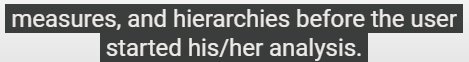 measures, and hierarchies before the user
started his/her analysis.